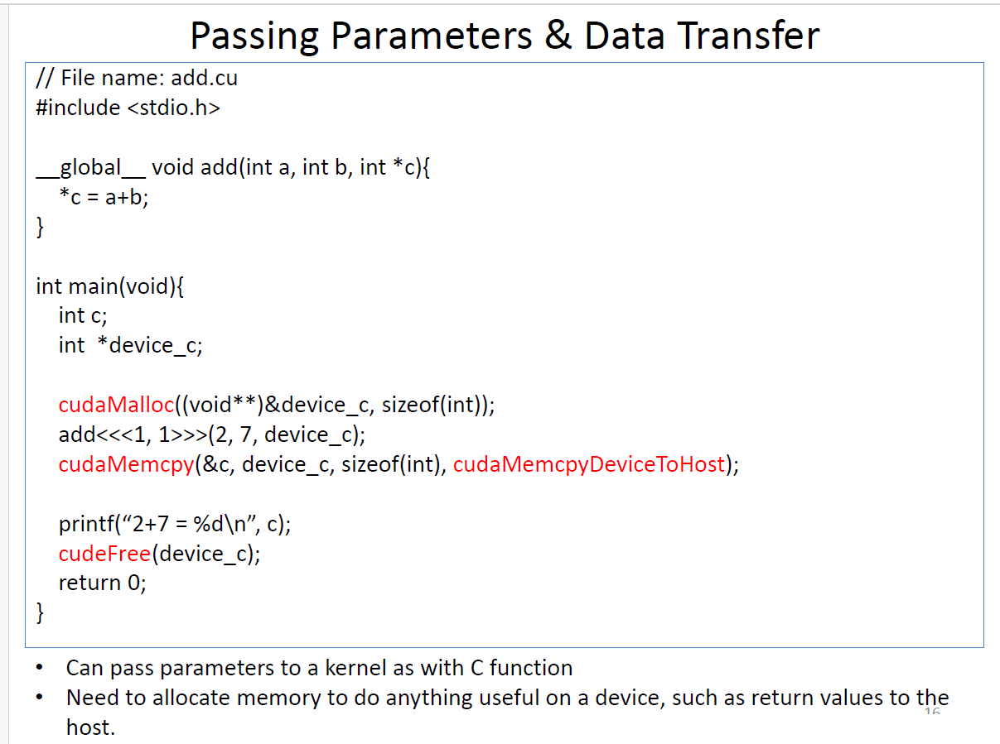 Passing Parameters & Data Transfer
// File name: add.cu
#include <stdio.h>
__global__ void add(int a, int b, int *c){
*c = a+b;
}
int main(void){
int c;
int *device_c;
cudaMalloc((void**)&device_c, sizeof(int));
add<<<1, 1>>>(2, 7, device_c);
cudaMemcpy(&c, device_c, sizeof(int), cudaMemcpyDeviceToHost);
printf(“2+7 = %d\n”, c);
cudeFree(device_c);
return 0;
}
• Can pass parameters to a kernel as with C function
• Need to allocate memory to do anything useful on a device, such as return values to the
host.
16